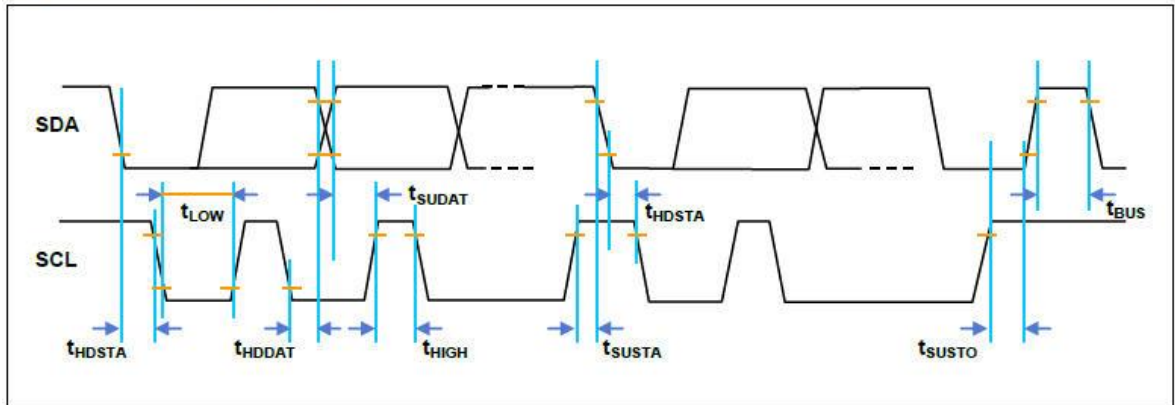 SDA
tSUDAT
tLOW
tHDSTA
tBUS
SCL
tHDSTA
tHDDAT
tHIGH
tSUSTA
tSUSTO